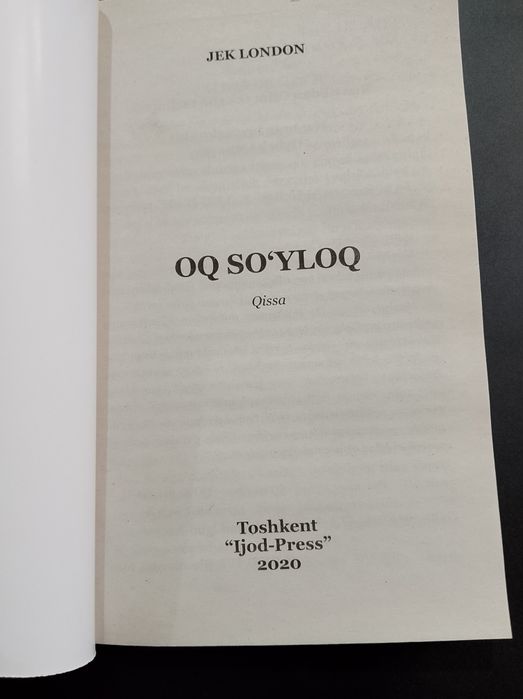 JEK LONDON
OQ SO‘YLOQ
Qissa
Toshkent
“Ijod-Press”
2020